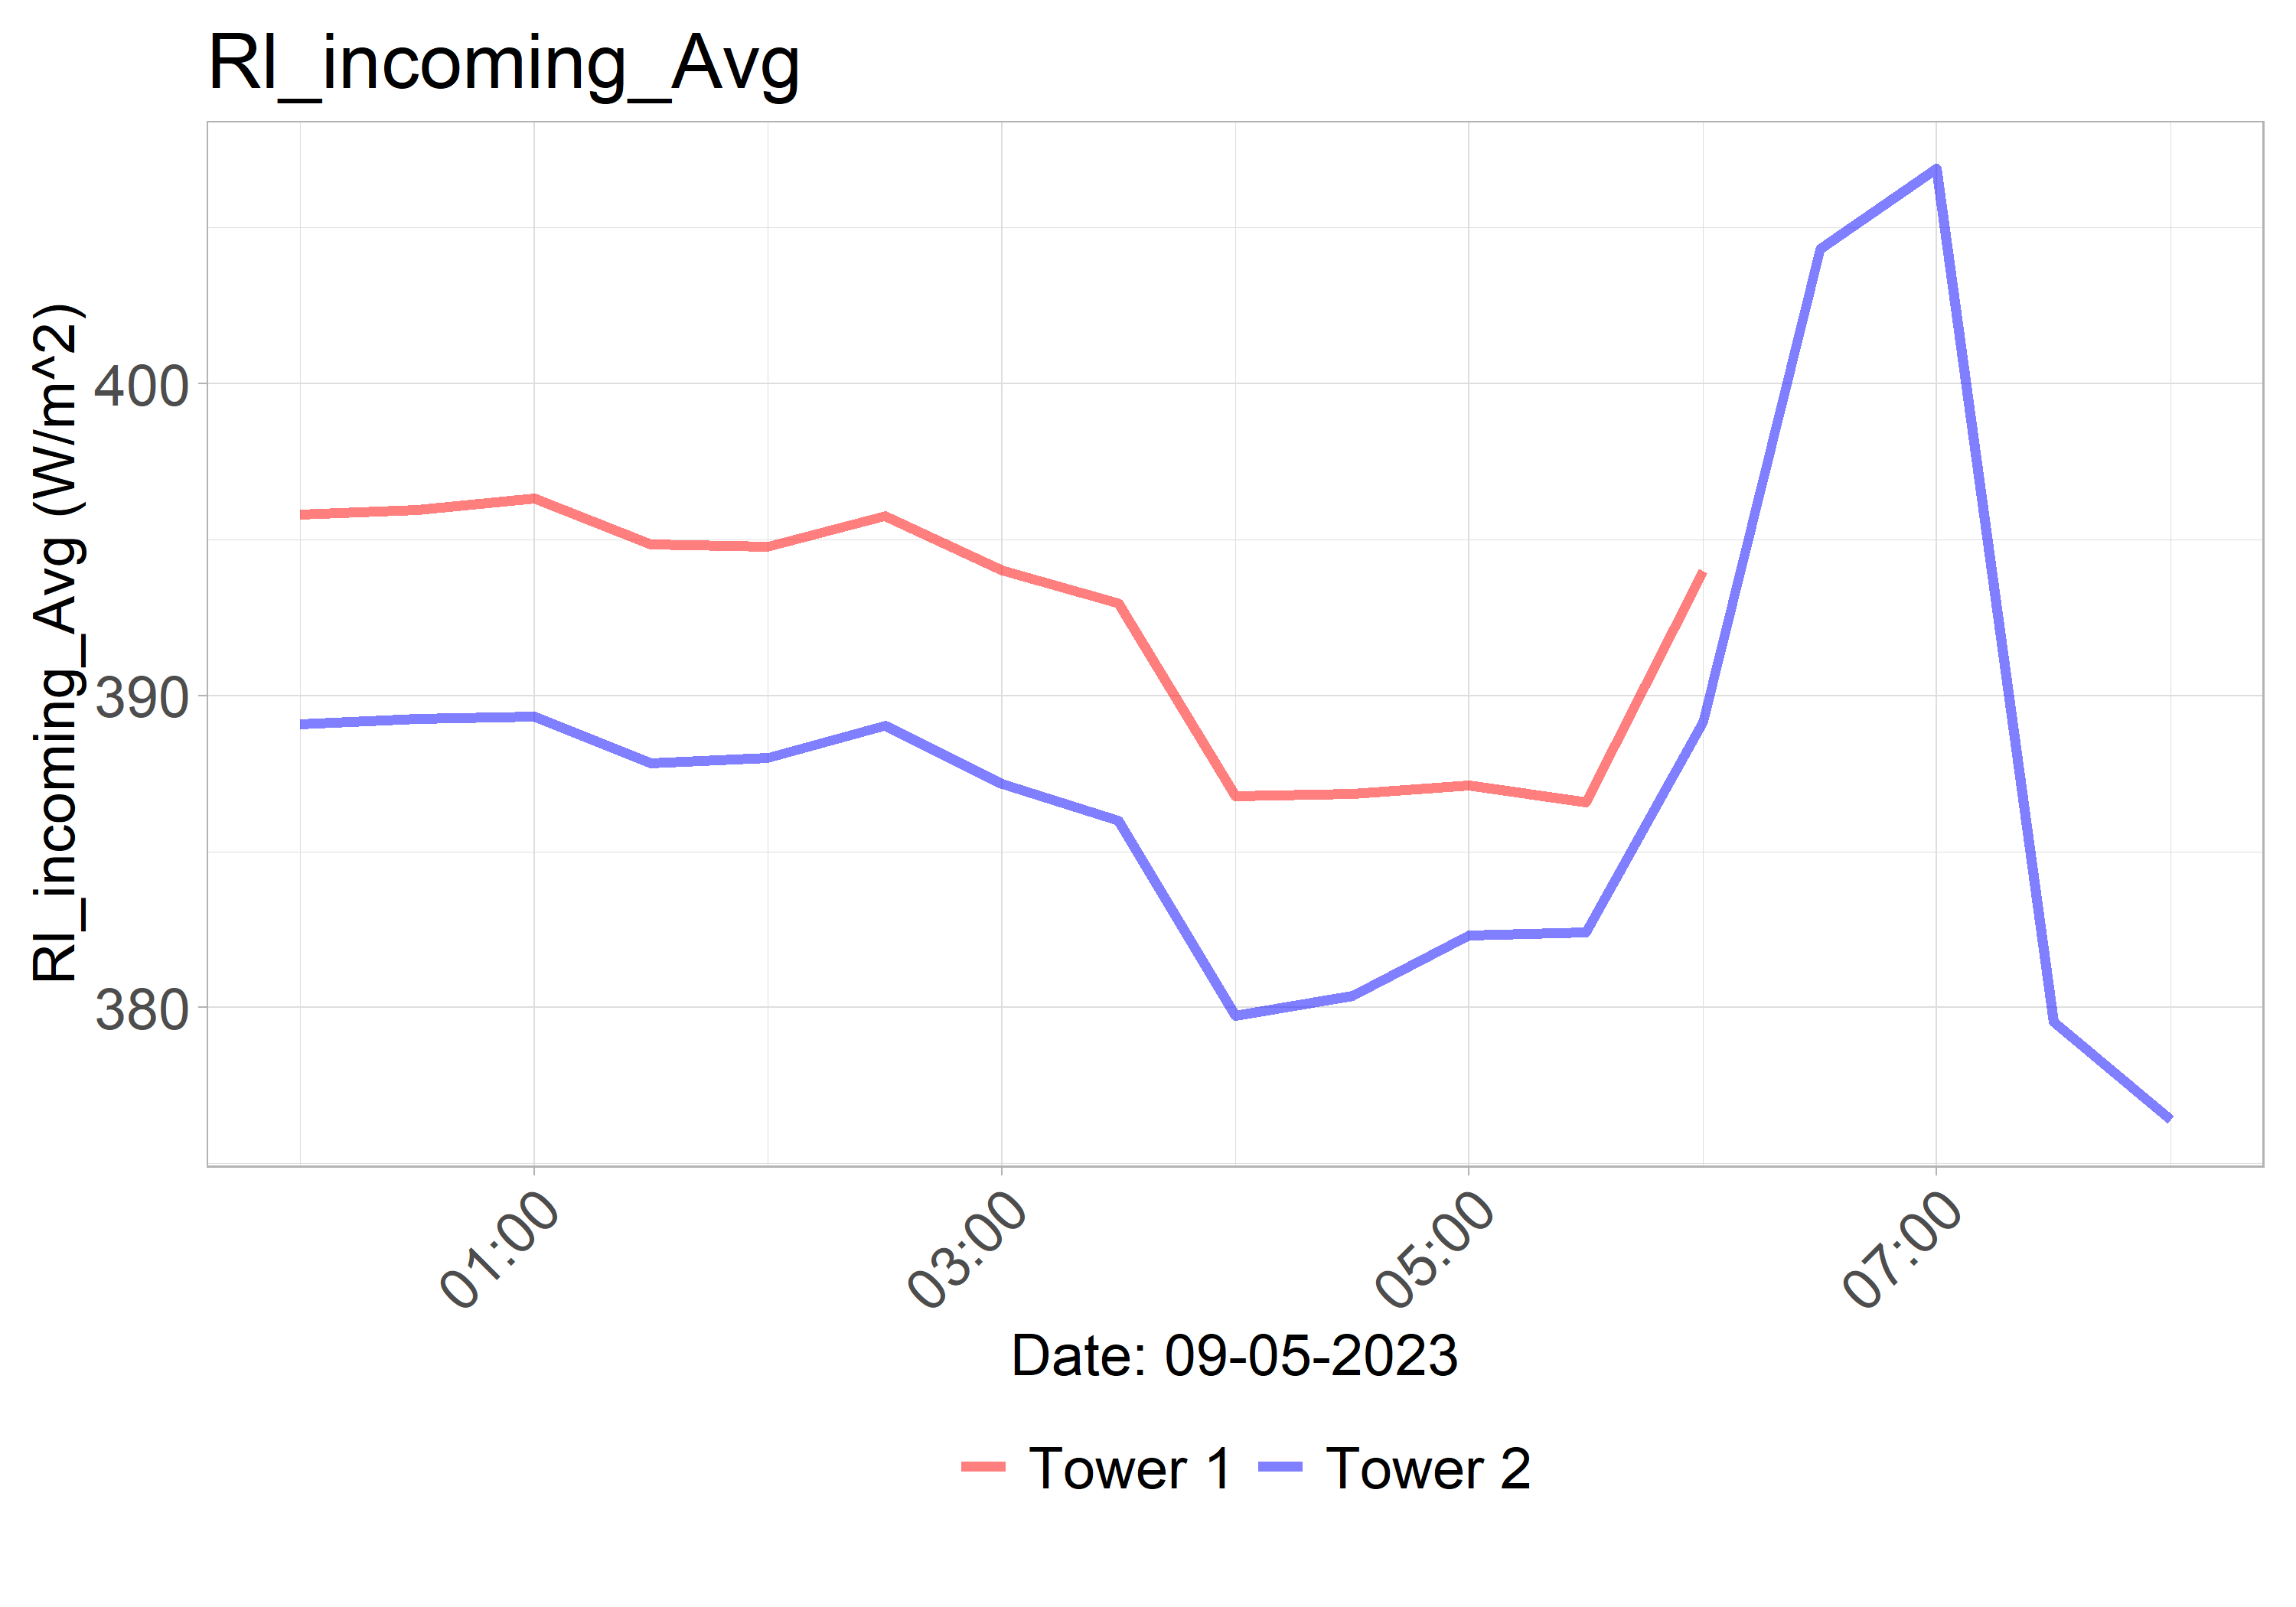 Rl_incoming_Avg
Rl_incoming_Avg (W/m^2)
400
390
380
01:00
03:00
05:00
07:00
Date: 09-05-2023
Tower 1
Tower 2